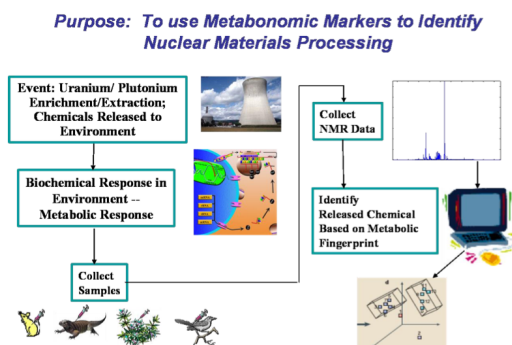 Purpose: To use Metabonomic Markers to Identify
Nuclear Materials Processing
Event: Uranium/ Plutonium
Enrichment/Extraction;
Chemicals Released to
Environment
Biochemical Response in
Environment --
Metabolic Response
Collect
Samples
Collect
NMR Data
Identify
Released Chemical
Based on Metabolic
Fingerprint